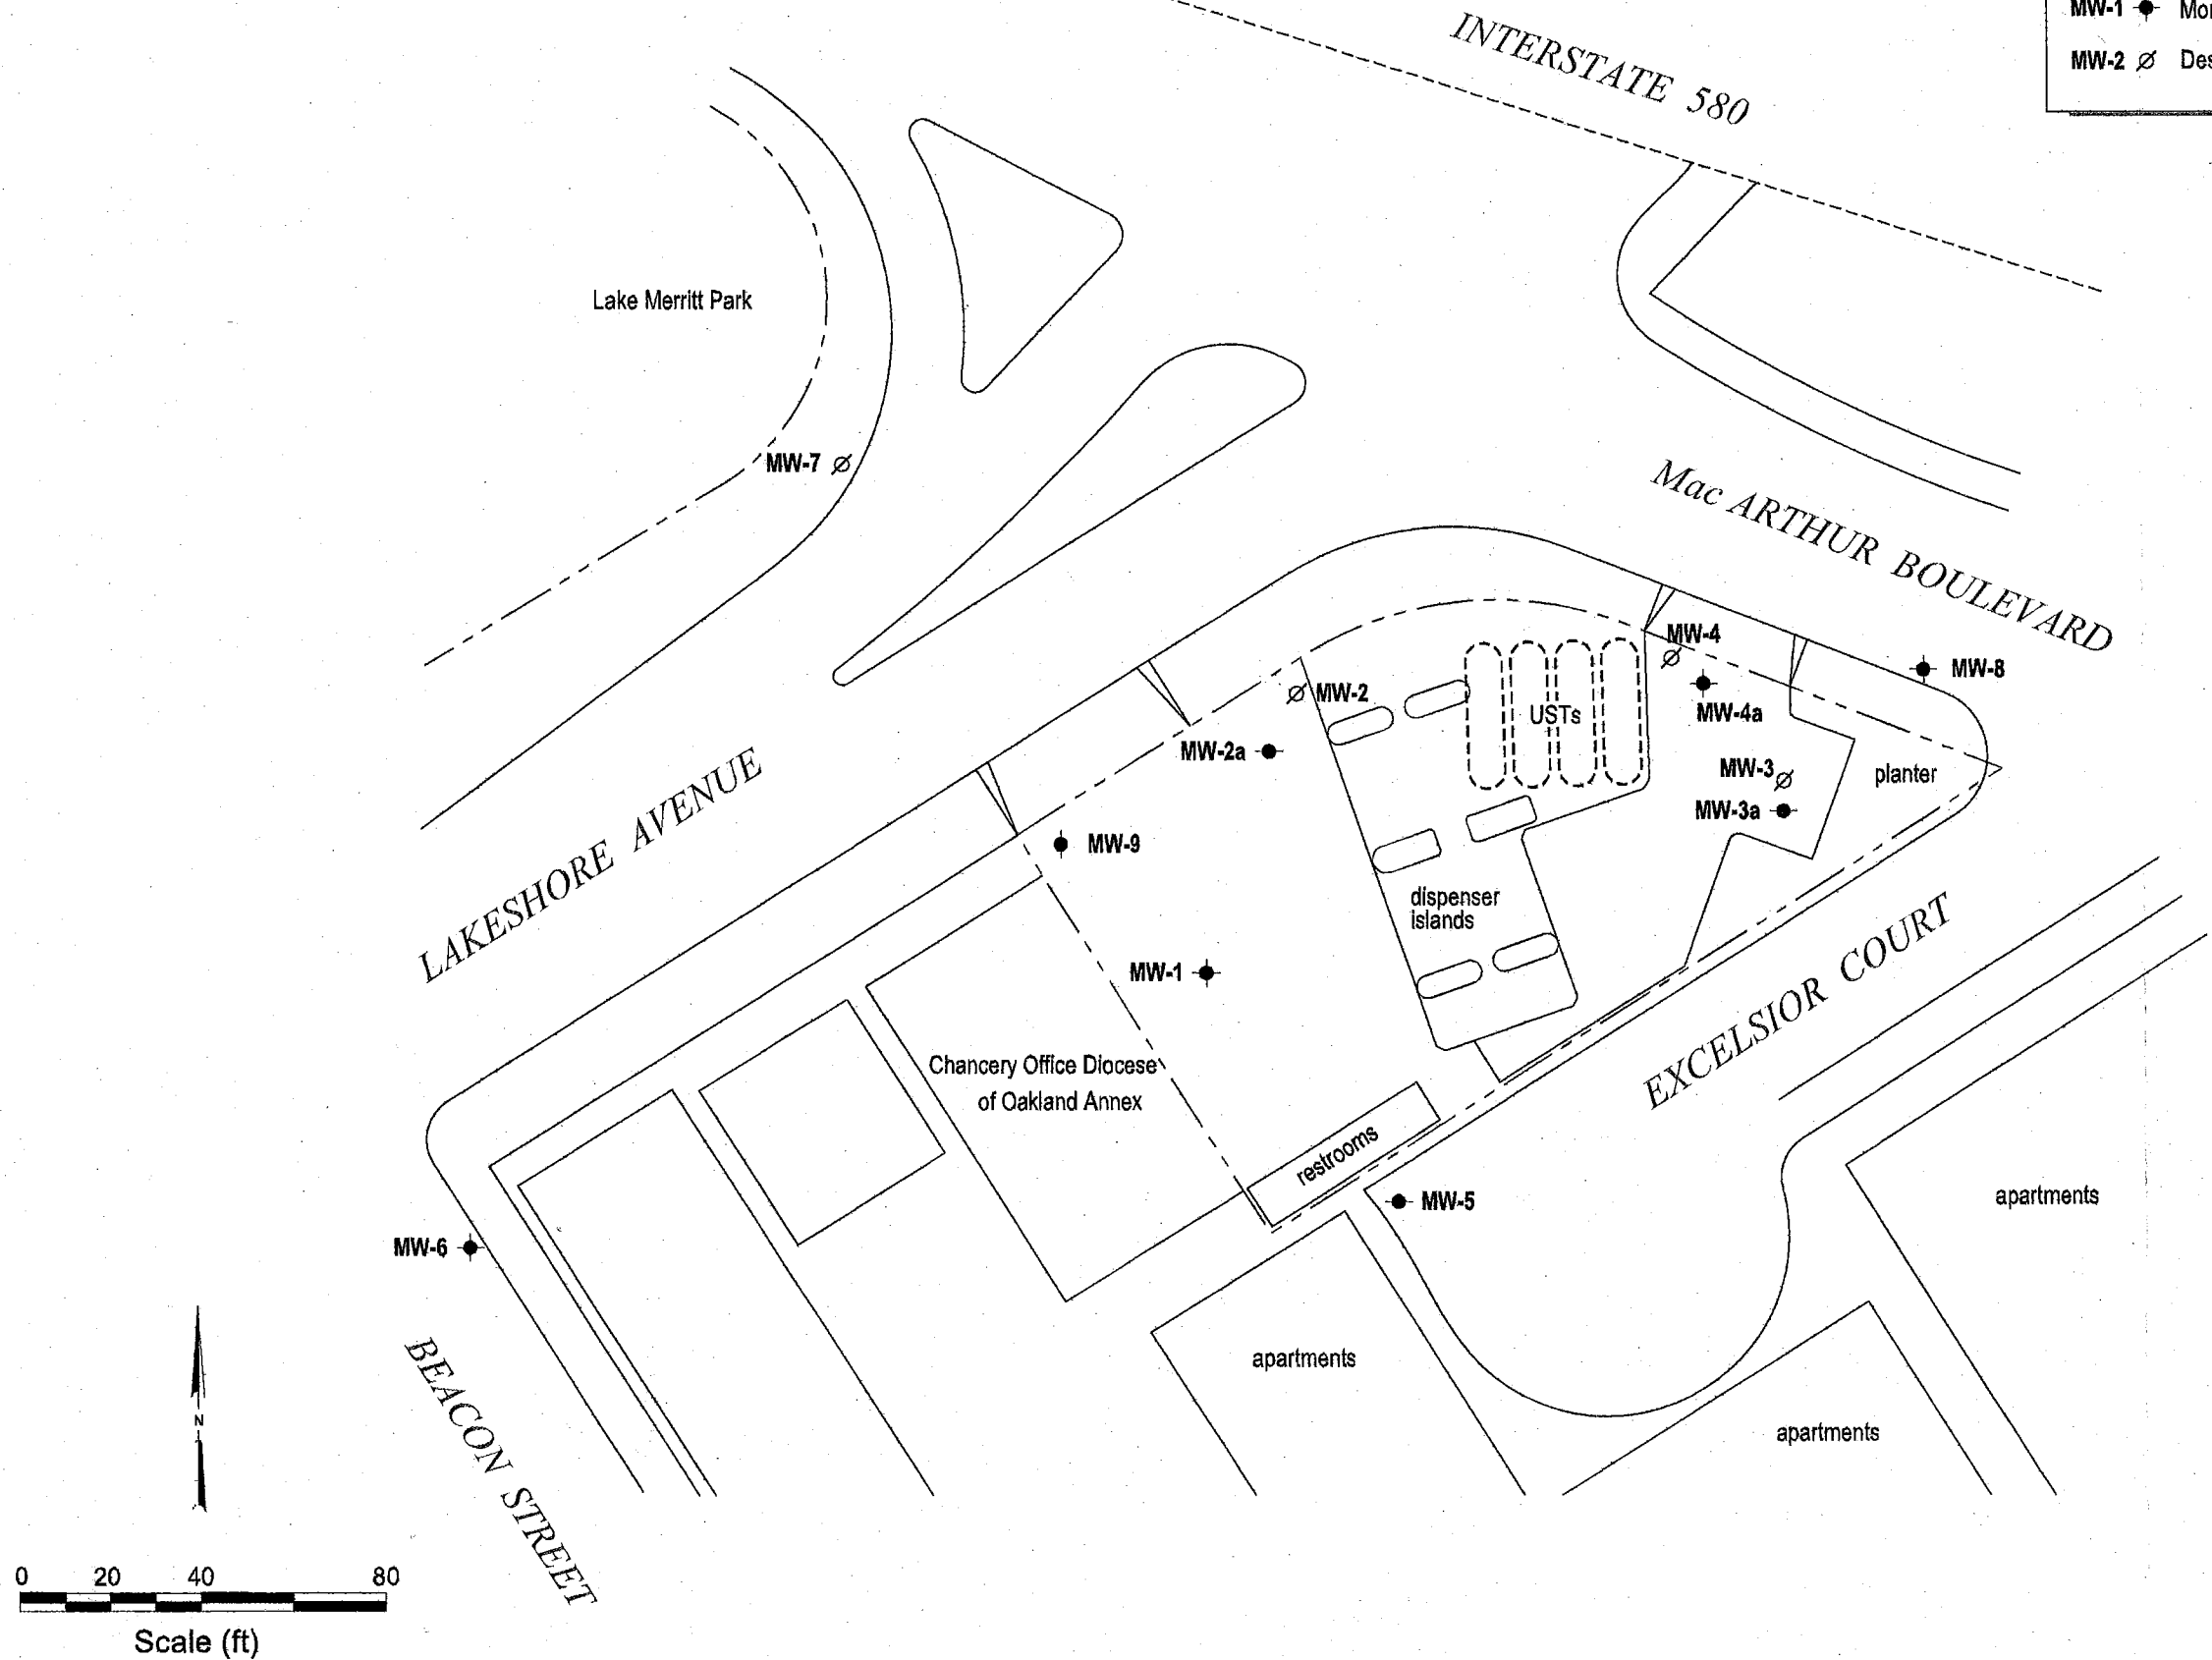 MW-1
MW-2
INTERSTATE 580
Lake Merritt Park
MW-7
Mac ARTHUR BOULEVARD
MW-4
MW-8
MW-2
USTs
MW-4a
MW-2a
MW-3
planter
MW-3a
LAKESHORE AVENUE
MW-9
dispenser
islands
EXCELSIOR COURT
MW-1
Chancery Office Diocese
of Oakland Annex
restrooms
MW-5
apartments
MW-6
apartments
BEACON STREET
N
apartments
0 20 40 80
Scale (ft)